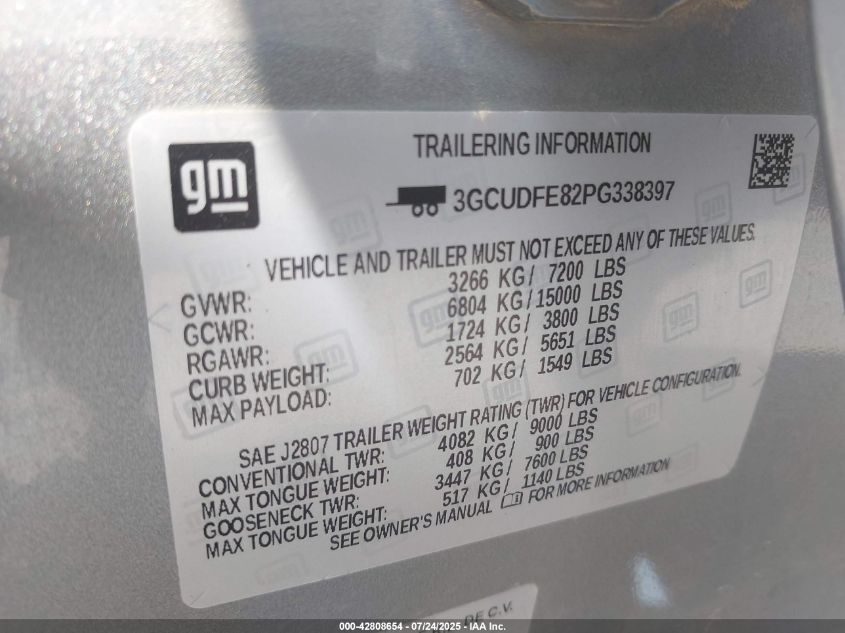 gm
TRAILERING INFORMATION
3GCUDFE82PG338397
VEHICLE AND TRAILER MUST NOT EXCEED ANY OF THESE VALUES.
GVWR: 3266 KG/ 7200 LBS
GCWR: 6804 KG/15000 LBS
RGAWR: 1724 KG/ 3800 LBS
CURB WEIGHT: 2564 KG/ 5651 LBS
MAX PAYLOAD: 702 KG/ 1549 LBS
SAE J2807 TRAILER WEIGHT RATING (TWR) FOR VEHICLE CONFIGURATION.
CONVENTIONAL TWR: 4082 KG/ 9000 LBS
MAX TONGUE WEIGHT: 408 KG/ 900 LBS
GOOSENECK TWR: 3447 KG/ 7600 LBS
MAX TONGUE WEIGHT: 517 KG/ 1140 LBS
SEE OWNER'S MANUAL FOR MORE INFORMATION
DE C.V.
000-42808654 - 07/24/2025 - IAA Inc.